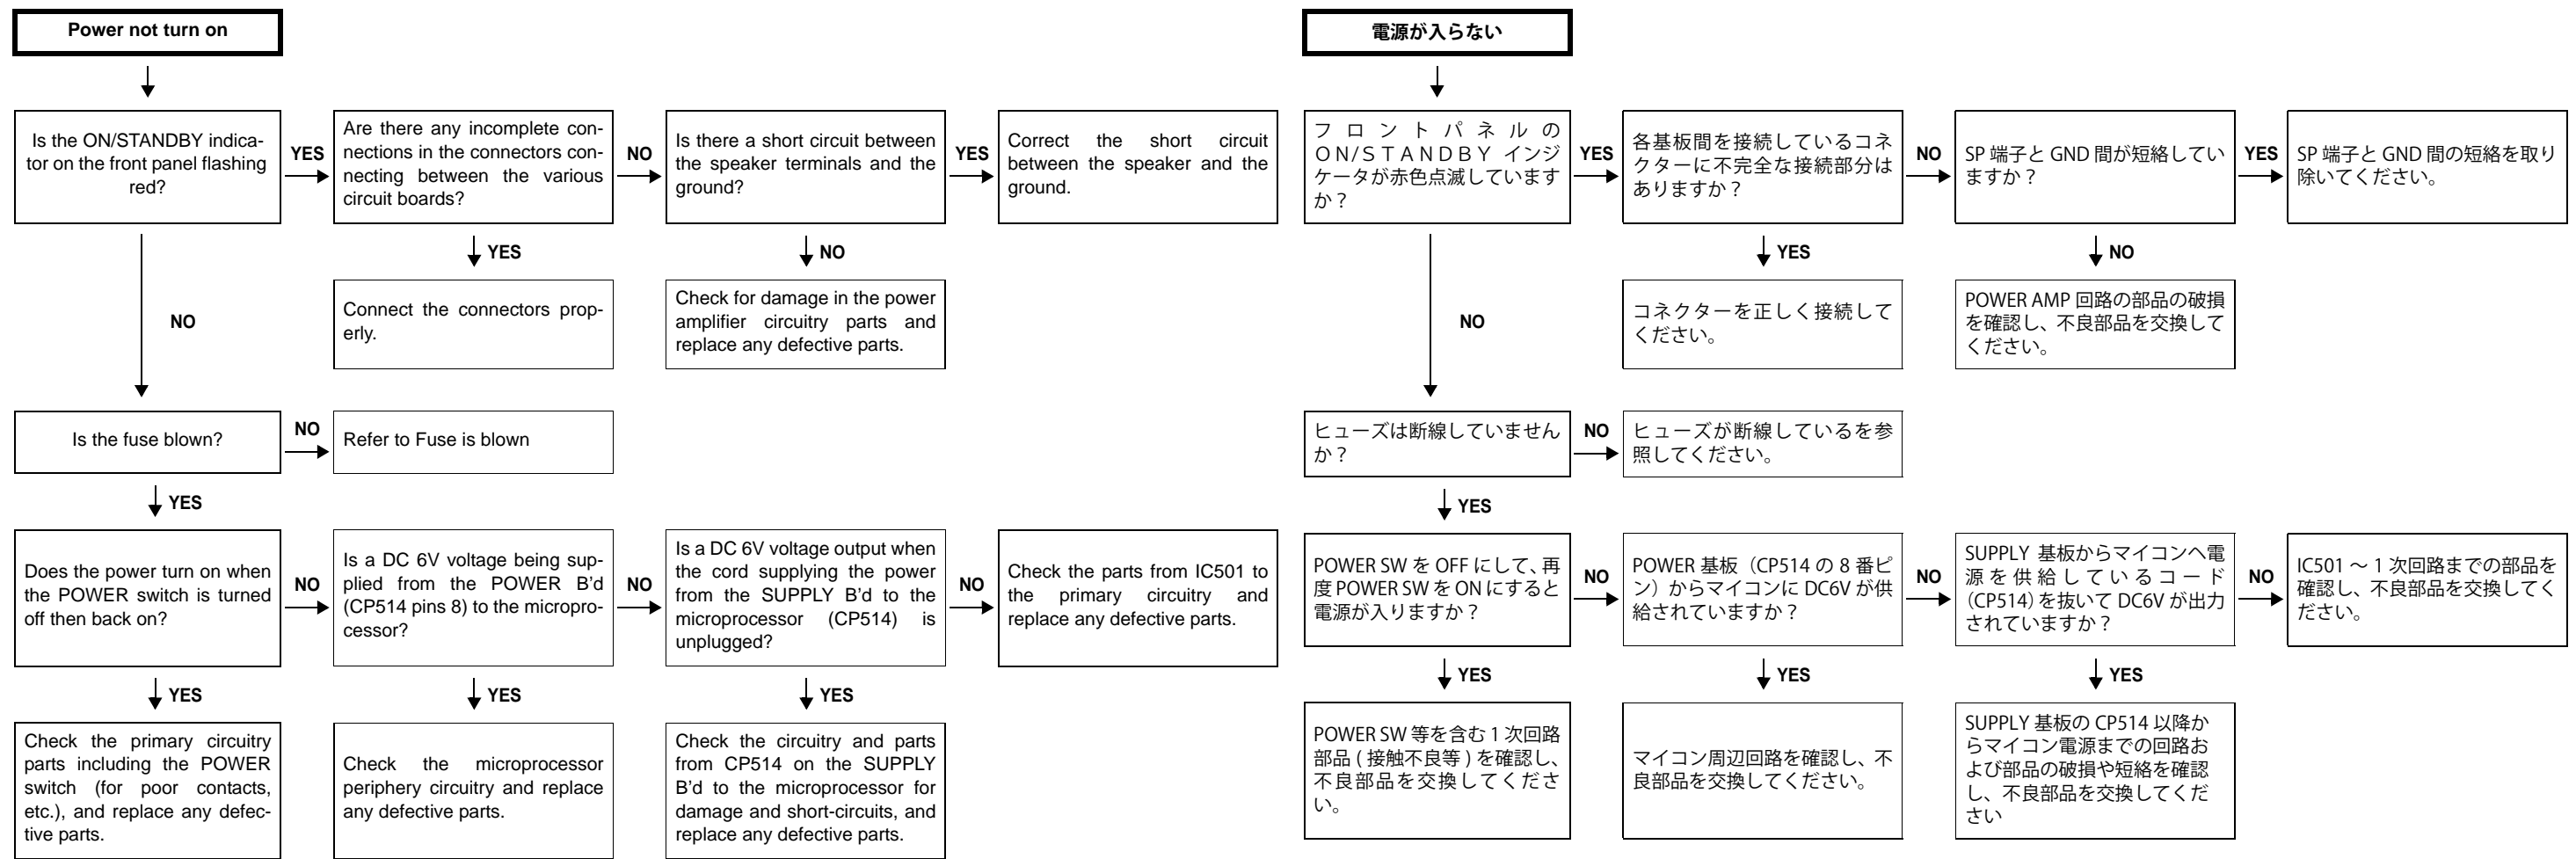 Power not turn on
Is the ON/STANDBY indica-
tor on the front panel flashing
red?
YES
Are there any incomplete con-
nections in the connectors con-
necting between the various
circuit boards?
NO
Is there a short circuit between
the speaker terminals and the
ground?
YES
Correct the short circuit
between the speaker and the
ground.
YES
NO
NO
Connect the connectors prop-
erly.
Check for damage in the power
amplifier circuitry parts and
replace any defective parts.
Is the fuse blown?
NO
Refer to Fuse is blown
YES
Does the power turn on when
the POWER switch is turned
off then back on?
NO
Is a DC 6V voltage being sup-
plied from the POWER B'd
(CP514 pins 8) to the micropro-
cessor?
NO
Is a DC 6V voltage output when
the cord supplying the power
from the SUPPLY B'd to the
microprocessor (CP514) is
unplugged?
NO
Check the parts from IC501 to
the primary circuitry and
replace any defective parts.
YES
YES
YES
Check the primary circuitry
parts including the POWER
switch (for poor contacts,
etc.), and replace any defec-
tive parts.
Check the microprocessor
periphery circuitry and replace
any defective parts.
Check the circuitry and parts
from CP514 on the SUPPLY
B'd to the microprocessor for
damage and short-circuits, and
replace any defective parts.
電源が入らない
フロントパネルの
ON/STANDBY インジ
ケータが赤色点滅しています
か？
YES
各基板間を接続しているコネ
クターに不完全な接続部分は
ありますか？
NO
SP 端子と GND 間が短絡してい
ますか？
YES
SP 端子と GND 間の短絡を取り
除いてください。
YES
NO
NO
コネクターを正しく接続して
ください。
POWER AMP 回路の部品の破損
を確認し、不良部品を交換して
ください。
ヒューズは断線していません
か？
NO
ヒューズが断線しているを参
照してください。
YES
POWER SW を OFF にして、再
度 POWER SW を ON にすると
電源が入りますか？
NO
POWER 基板（CP514 の 8 番ピ
ン）からマイコンに DC6V が供
給されていますか？
NO
SUPPLY 基板からマイコンへ電
源を供給しているコード
（CP514）を抜いて DC6V が出力
されていますか？
NO
IC501 ～ 1 次回路までの部品を
確認し、不良部品を交換してく
ださい。
YES
YES
YES
POWER SW 等を含む 1 次回路
部品 ( 接触不良等 ) を確認し、
不良部品を交換してくださ
い。
マイコン周辺回路を確認し、不
良部品を交換してください。
SUPPLY 基板の CP514 以降か
らマイコン電源までの回路お
よび部品の破損や短絡を確認
し、不良部品を交換してくだ
さい